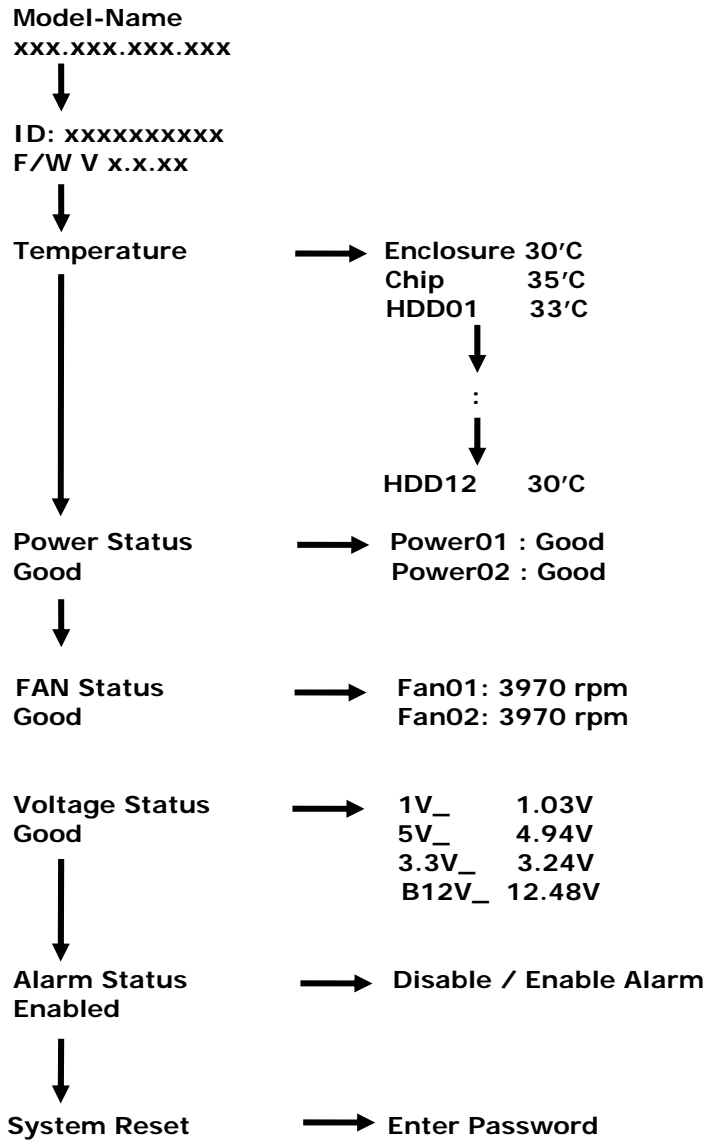 Model-Name
xxx.xxx.xxx.xxx
ID: xxxxxxxxxx
F/W V x.x.xx
Temperature
Enclosure 30'C
Chip 35'C
HDD01 33'C
:
HDD12 30'C
Power Status
Good
Power01 : Good
Power02 : Good
FAN Status
Good
Fan01: 3970 rpm
Fan02: 3970 rpm
Voltage Status
Good
1V_ 1.03V
5V_ 4.94V
3.3V_ 3.24V
B12V_ 12.48V
Alarm Status
Enabled
Disable / Enable Alarm
System Reset
Enter Password